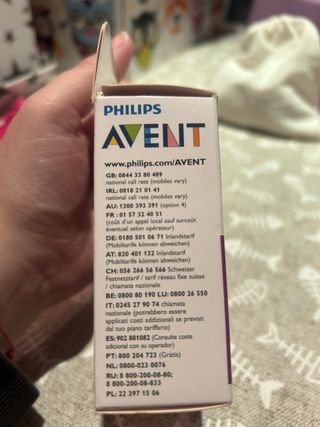 PHILIPS
AVENT
www.philips.com/AVENT
GB: 0844 33 80 489
national call rate (mobiles vary)
IRL: 0818 21 01 41
national call rate (mobiles vary)
AU: 1300 393 391 (option 4)
FR : 01 57 32 40 51
(coût d'un appel local sauf surcoût
éventuel selon opérateur)
DE: 0180 501 06 71 Inlandstarif
(Mobiltarife können abweichen)
AT: 820 401 132 Inlandstarif
(Mobiltarife können abweichen)
CH: 056 266 56 566 Schweizer
Festnetztarif / tarif réseau fixe suisse
/ chiamata nazionale
BE: 0800 80 190 LU: 0800 26 550
IT: 0245 27 90 74 chiamata
nazionale (potrebbero essere
applicati costi addizionali se previsti
dal tuo piano tariffario)
ES: 902 881082 (Consulte coste
adicional con su operador)
PT: 800 204 723 (Grátis)
NL: 0800-023 0076
RU: 8 800-200-08-80;
8 800-200-08-833
PL: 22 397 15 06